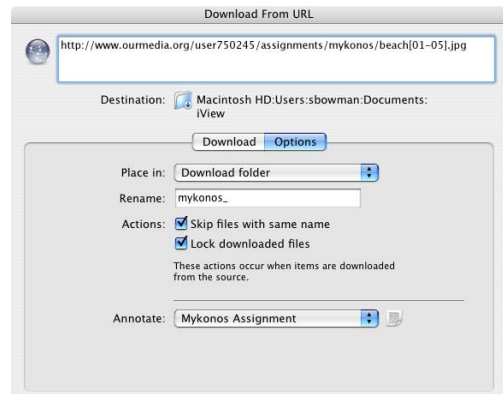 Download From URL
http://www.ourmedia.org/user750245/assignments/mykonos/beach[01-05].jpg
Destination: Macintosh HD:Users:sbowman:Documents:
iView
Download Options
Place in: Download folder
Rename: mykonos_
Actions: Skip files with same name
Lock downloaded files
These actions occur when items are downloaded
from the source.
Annotate: Mykonos Assignment